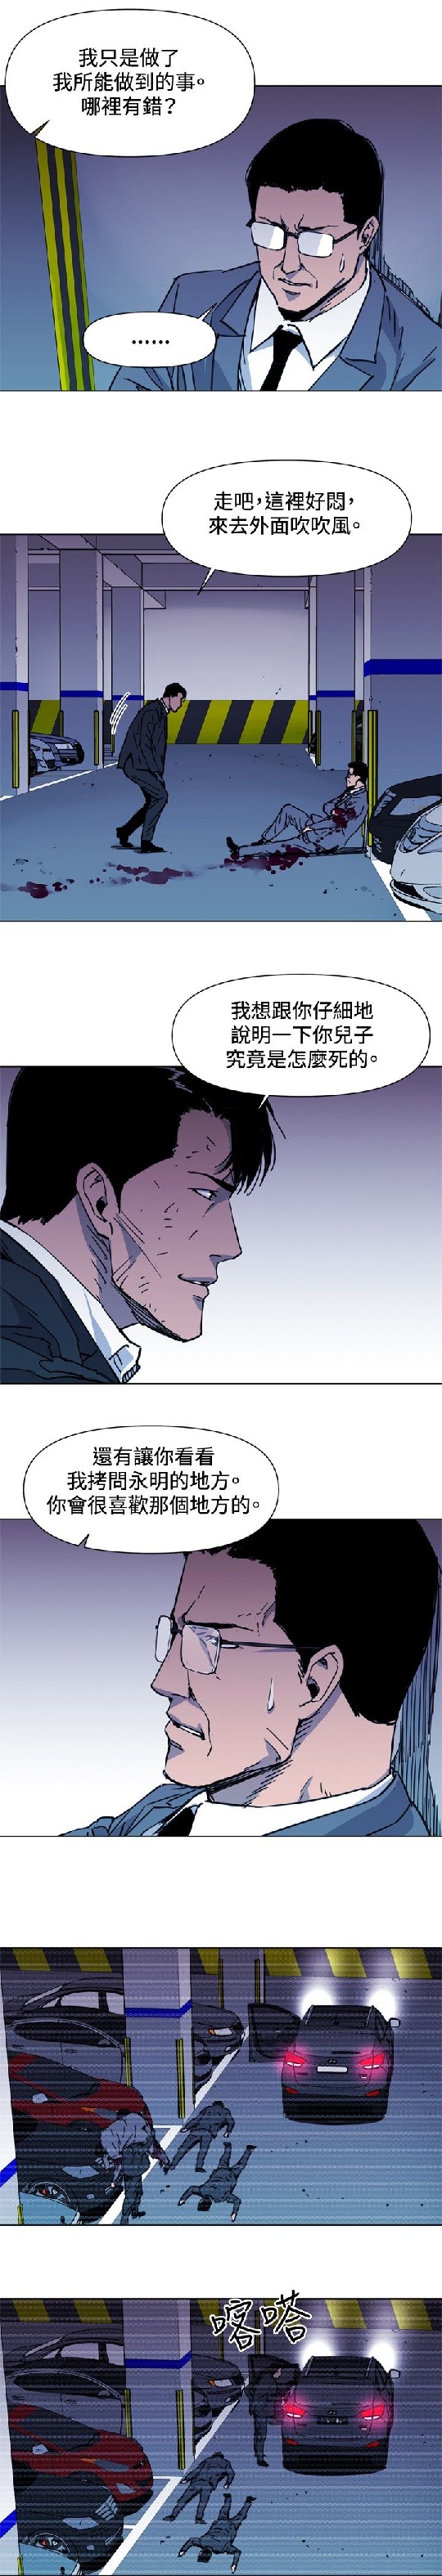 我只是做了
我所能做到的事。
哪裡有錯？
······
走吧，這裡好悶，
來去外面吹吹風。
我想跟你仔細地
說明一下你兒子
究竟是怎麼死的。
還有讓你看看
我拷問永明的地方。
你會很喜歡那個地方的。
喀嗒